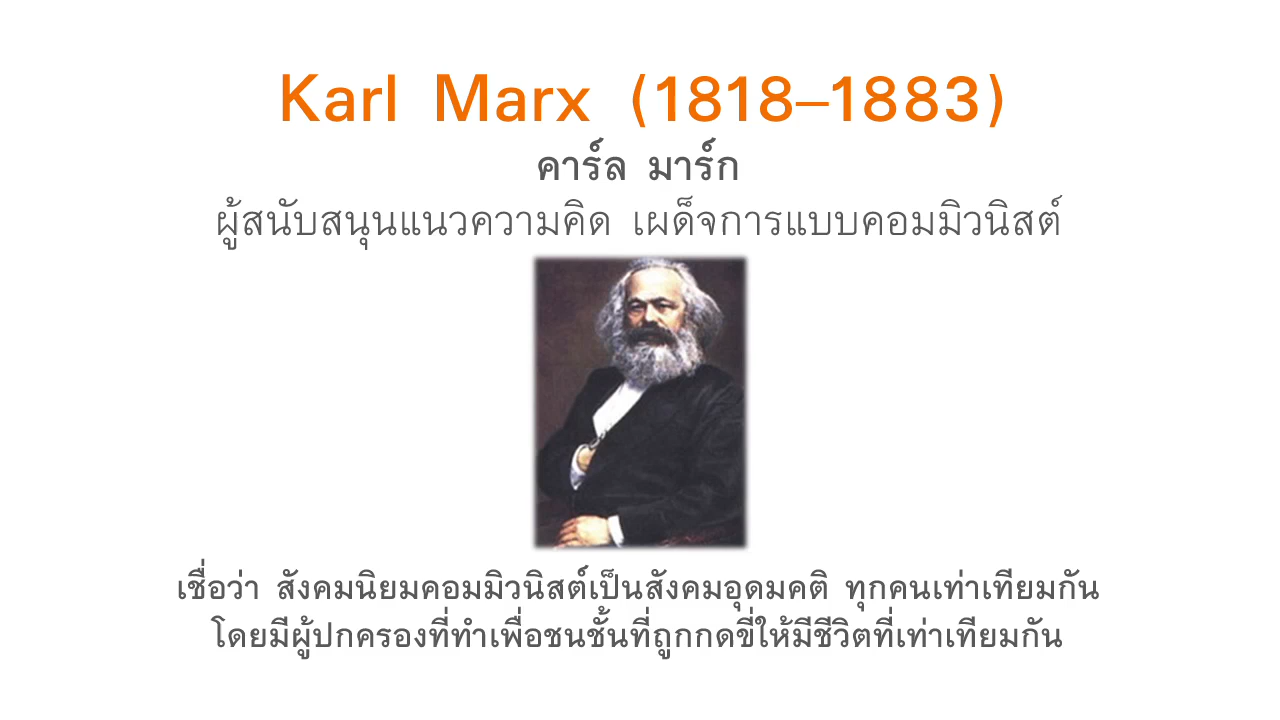 Karl Marx (1818–1883)
คาร์ล มาร์ก
ผู้สนับสนุนแนวความคิด เผด็จการแบบคอมมิวนิสต์
เชื่อว่า สังคมนิยมคอมมิวนิสต์เป็นสังคมอุดมคติ ทุกคนเท่าเทียมกัน
โดยมีผู้ปกครองที่ทำเพื่อชนชั้นที่ถูกกดขี่ให้มีชีวิตที่เท่าเทียมกัน